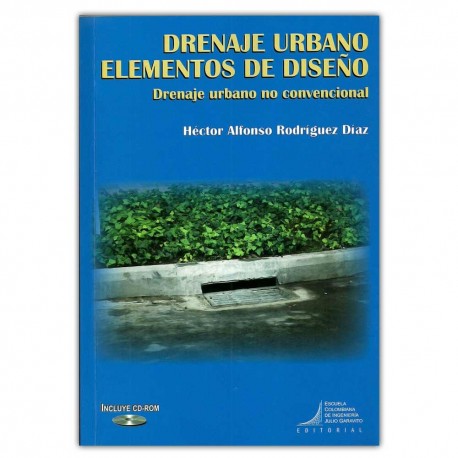 DRENAJE URBANO
ELEMENTOS DE DISEÑO
Drenaje urbano no convencional
Héctor Alfonso Rodríguez Díaz
INCLUYE CD-ROM
ESCUELA
COLOMBIANA
DE INGENIERÍA
JULIO GARAVITO
EDITORIAL